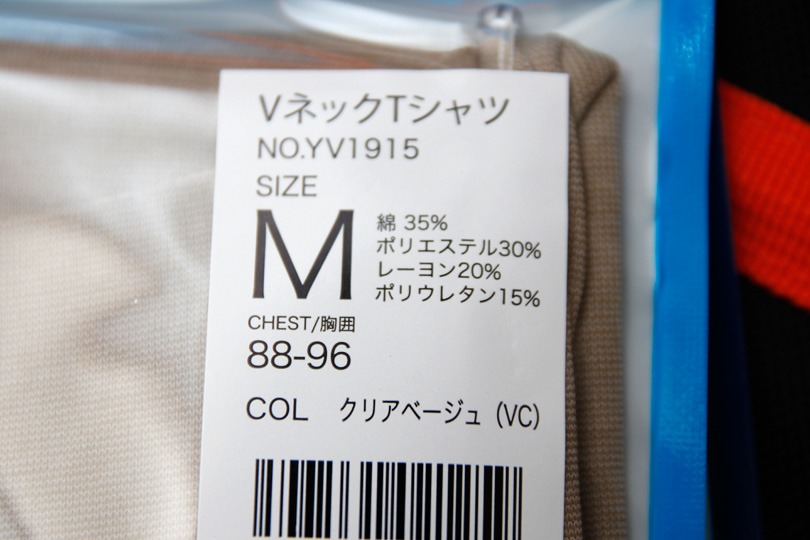 VネックTシャツ
NO.YV1915
SIZE
M
綿 35%
ポリエステル30%
レーヨン20%
ポリウレタン15%
CHEST/胸囲
88-96
COL クリアベージュ（VC）